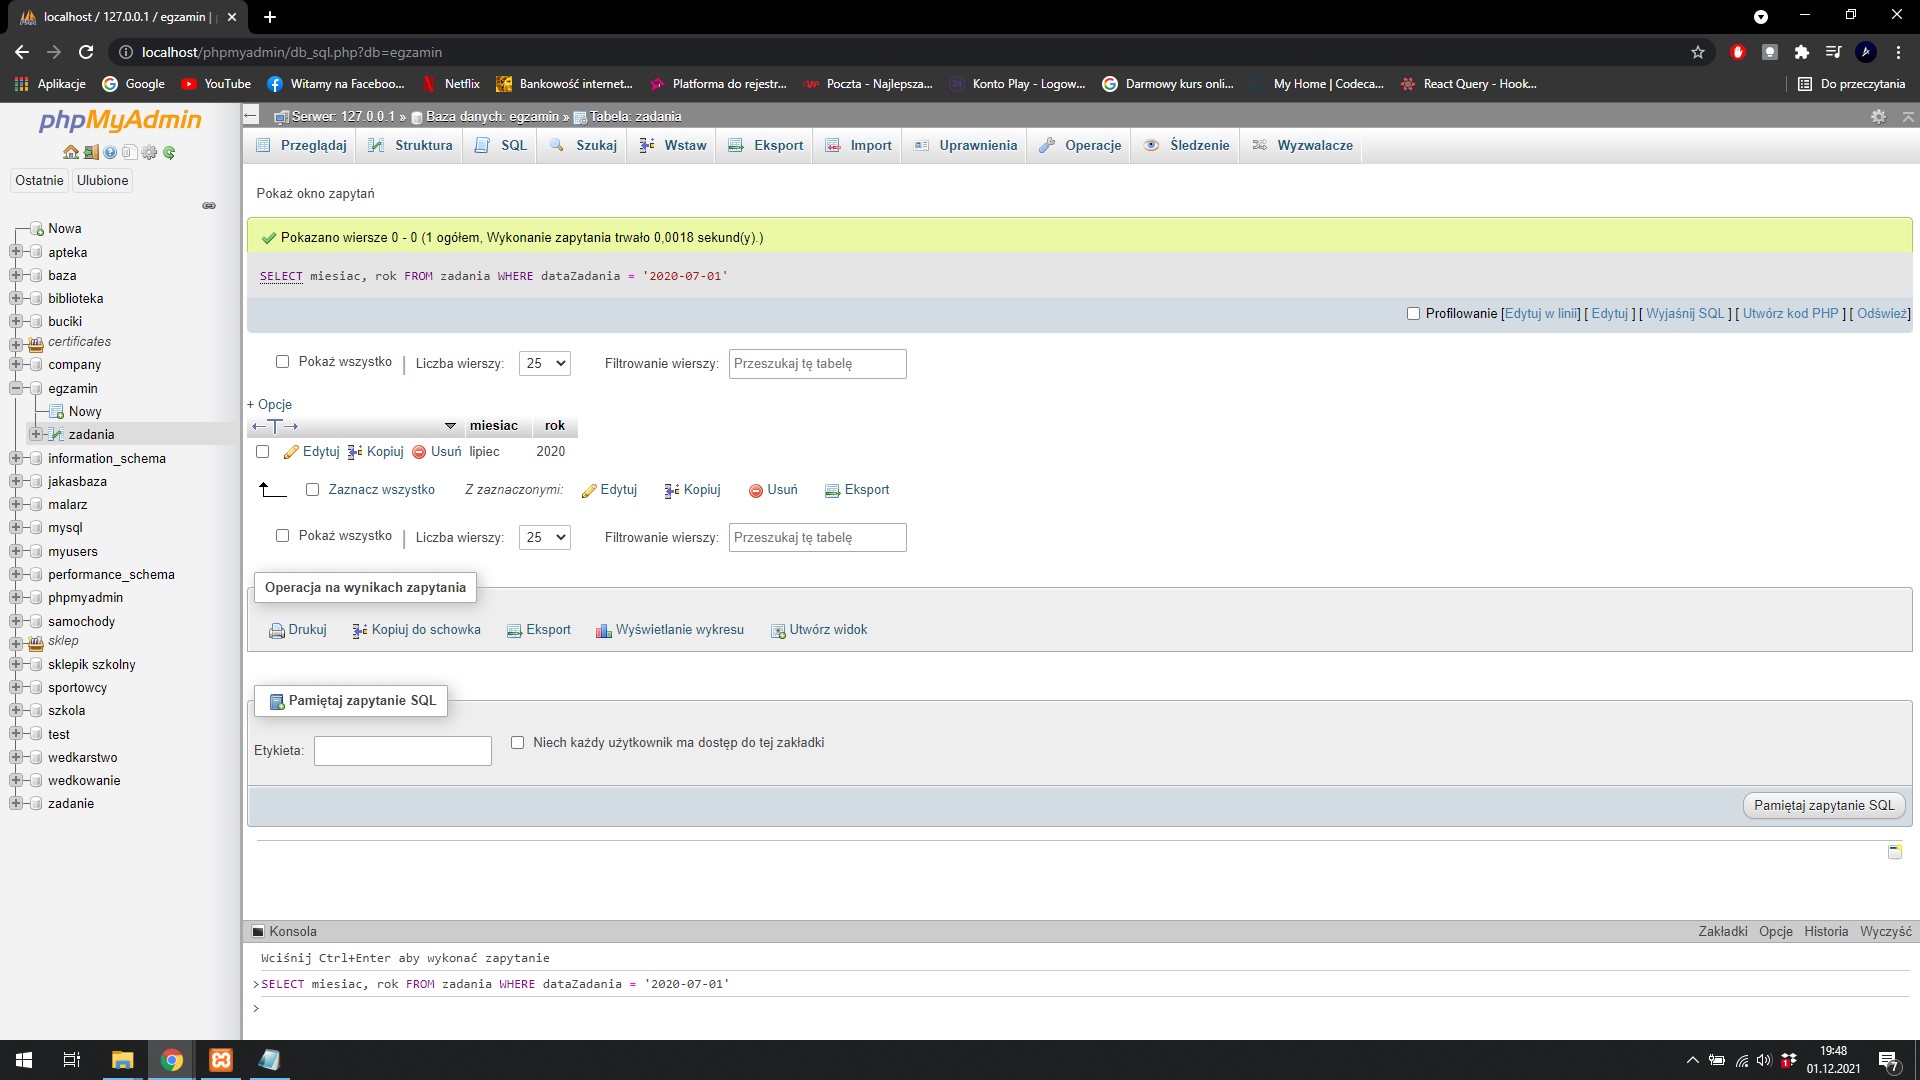 localhost / 127.0.0.1 / egzamin |
localhost/phpmyadmin/db_sql.php?db=egzamin
Aplikacje Google YouTube Witamy na Faceboo... Netflix Bankowość internet... Platforma do rejestr... Poczta - Najlepsza... 24 Konto Play - Logow... Darmowy kurs onli... My Home | Codeca... React Query - Hook... Do przeczytania
phpMyAdmin
Ostatnie Ulubione
Nowa
apteka
baza
biblioteka
buciki
certificates
company
egzamin
Nowy
zadania
information_schema
jakasbaza
malarz
mysql
myusers
performance_schema
phpmyadmin
samochody
sklep
sklepik szkolny
sportowcy
szkola
test
wedkarstwo
wedkowanie
zadanie
Serwer: 127.0.0.1 » Baza danych: egzamin » Tabela: zadania
Przeglądaj Struktura SQL Szukaj Wstaw Eksport Import Uprawnienia Operacje Śledzenie Wyzwalacze
Pokaż okno zapytań
Pokazano wiersze 0 - 0 (1 ogółem, Wykonanie zapytania trwało 0,0018 sekund(y).)
SELECT miesiac, rok FROM zadania WHERE dataZadania = '2020-07-01'
Profilowanie [Edytuj w linii] [ Edytuj ] [ Wyjaśnij SQL ] [ Utwórz kod PHP ] [ Odśwież]
Pokaż wszystko | Liczba wierszy: 25 Filtrowanie wierszy: Przeszukaj tę tabelę
+ Opcje
←T→ miesiac rok
Edytuj Kopiuj Usuń lipiec 2020
Zaznacz wszystko Z zaznaczonymi: Edytuj Kopiuj Usuń Eksport
Pokaż wszystko | Liczba wierszy: 25 Filtrowanie wierszy: Przeszukaj tę tabelę
Operacja na wynikach zapytania
Drukuj Kopiuj do schowka Eksport Wyświetlanie wykresu Utwórz widok
Pamiętaj zapytanie SQL
Etykieta: Niech każdy użytkownik ma dostęp do tej zakładki
Pamiętaj zapytanie SQL
Konsola Zakładki Opcje Historia Wyczyść
Wciśnij Ctrl+Enter aby wykonać zapytanie
>SELECT miesiac, rok FROM zadania WHERE dataZadania = '2020-07-01'
>
1 19:48 7
01.12.2021